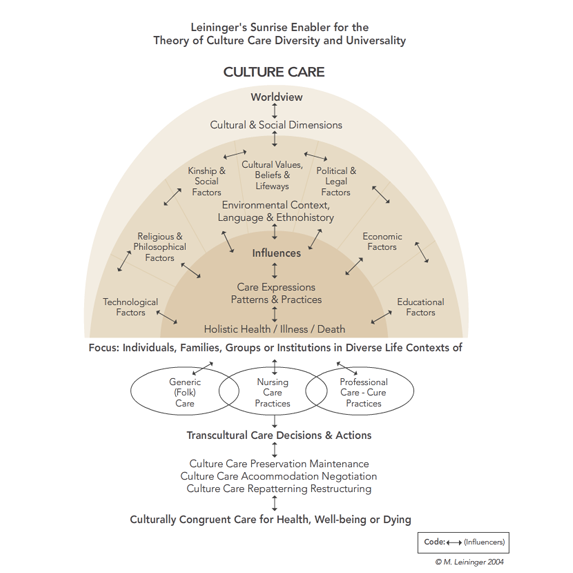 Leininger's Sunrise Enabler for the
Theory of Culture Care Diversity and Universality
CULTURE CARE
Worldview
Cultural & Social Dimensions
Kinship &
Social
Factors
Cultural Values,
Beliefs &
Lifeways
Political &
Legal
Factors
Environmental Context,
Language & Ethnohistory
Religious &
Philosophical
Factors
Influences
Economic
Factors
Care Expressions
Patterns & Practices
Technological
Factors
Educational
Factors
Holistic Health / Illness / Death
Focus: Individuals, Families, Groups or Institutions in Diverse Life Contexts of
Generic
(Folk)
Care
Nursing
Care
Practices
Professional
Care - Cure
Practices
Transcultural Care Decisions & Actions
Culture Care Preservation Maintenance
Culture Care Acoommodation Negotiation
Culture Care Repatterning Restructuring
Culturally Congruent Care for Health, Well-being or Dying
Code: (Influencers)
© M. Leininger 2004